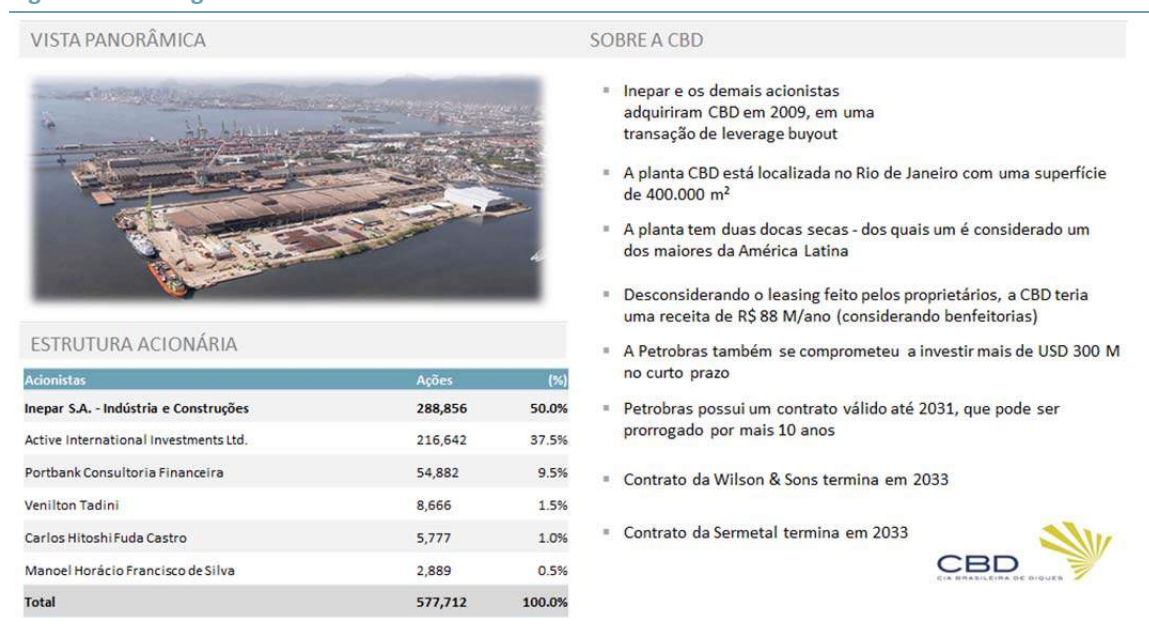 VISTA PANORÂMICA
SOBRE A CBD
Inepar e os demais acionistas
adquiriram CBD em 2009, em uma
transação de leverage buyout
A planta CBD está localizada no Rio de Janeiro com uma superfície
de 400.000 m²
A planta tem duas docas secas - dos quais um é considerado um
dos maiores da América Latina
Desconsiderando o leasing feito pelos proprietários, a CBD teria
uma receita de R$ 88 M/ano (considerando benfeitorias)
A Petrobras também se comprometeu a investir mais de USD 300 M
no curto prazo
Petrobras possui um contrato válido até 2031, que pode ser
prorrogado por mais 10 anos
Contrato da Wilson & Sons termina em 2033
Contrato da Sermetal termina em 2033
CBD
CIA BRASILEIRA DE DIQUES
ESTRUTURA ACIONÁRIA
Acionistas Ações (%)
Inepar S.A. - Indústria e Construções 288,856 50.0%
Active International Investments Ltd. 216,642 37.5%
Portbank Consultoria Financeira 54,882 9.5%
Venilton Tadini 8,666 1.5%
Carlos Hitoshi Fuda Castro 5,777 1.0%
Manoel Horácio Francisco de Silva 2,889 0.5%
Total 577,712 100.0%